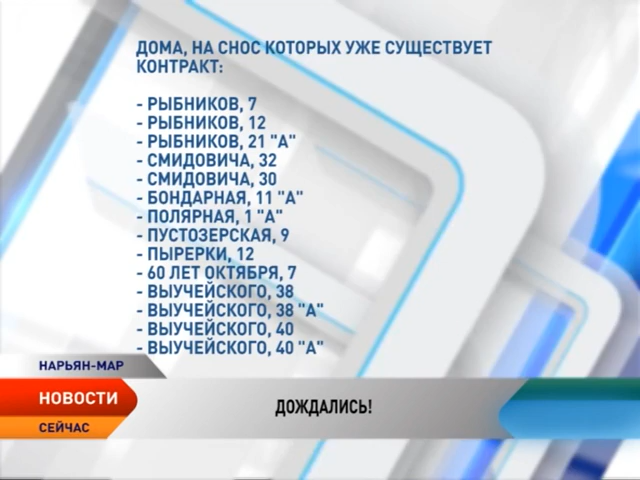 ДОМА, НА СНОС КОТОРЫХ УЖЕ СУЩЕСТВУЕТ
КОНТРАКТ:
- РЫБНИКОВ, 7
- РЫБНИКОВ, 12
- РЫБНИКОВ, 21 "А"
- СМИДОВИЧА, 32
- СМИДОВИЧА, 30
- БОНДАРНАЯ, 11 "А"
- ПОЛЯРНАЯ, 1 "А"
- ПУСТОЗЕРСКАЯ, 9
- ПЫРЕРКИ, 12
- 60 ЛЕТ ОКТЯБРЯ, 7
- ВЫУЧЕЙСКОГО, 38
- ВЫУЧЕЙСКОГО, 38 "А"
- ВЫУЧЕЙСКОГО, 40
- ВЫУЧЕЙСКОГО, 40 "А"
НАРЬЯН-МАР
НОВОСТИ
ДОЖДАЛИСЬ!
СЕЙЧАС